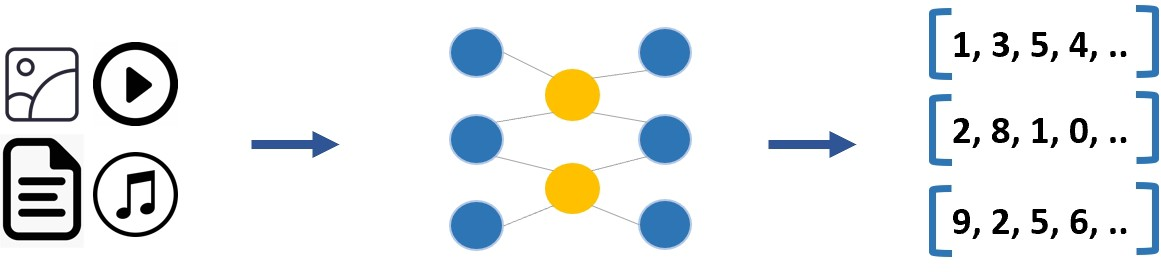 [1, 3, 5, 4, ..]
[2, 8, 1, 0, ..]
[9, 2, 5, 6, ..]